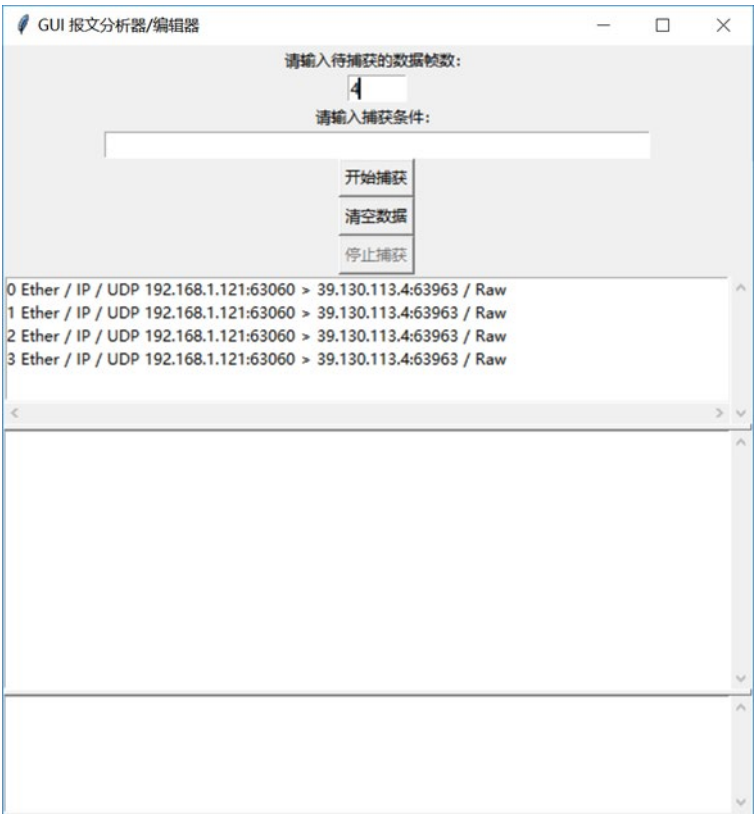 GUI 报文分析器/编辑器
请输入待捕获的数据帧数:
4
请输入捕获条件:
开始捕获
清空数据
停止捕获
0 Ether / IP / UDP 192.168.1.121:63060 > 39.130.113.4:63963 / Raw
1 Ether / IP / UDP 192.168.1.121:63060 > 39.130.113.4:63963 / Raw
2 Ether / IP / UDP 192.168.1.121:63060 > 39.130.113.4:63963 / Raw
3 Ether / IP / UDP 192.168.1.121:63060 > 39.130.113.4:63963 / Raw